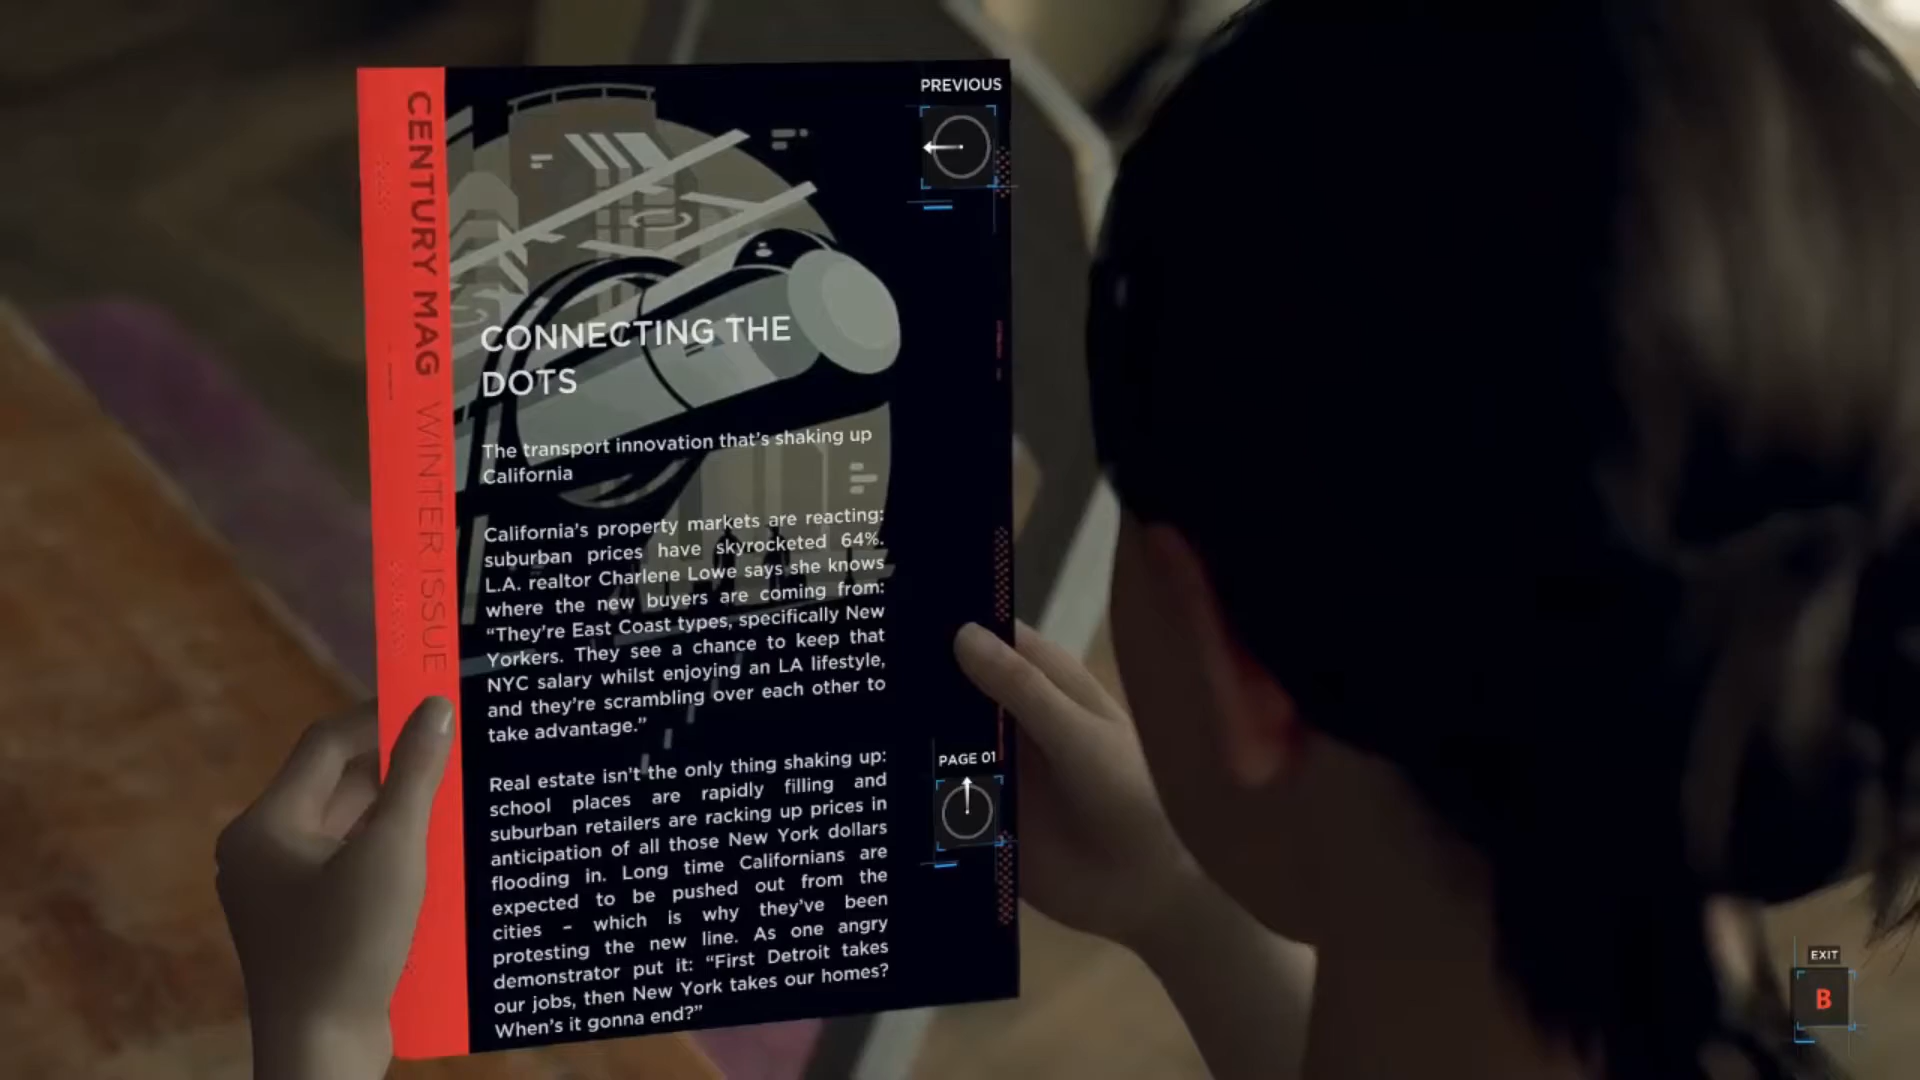 CENTURY MAG WINTER ISSUE
PREVIOUS
CONNECTING THE
DOTS
The transport innovation that's shaking up
California
California's property markets are reacting:
suburban prices have skyrocketed 64%.
L.A. realtor Charlene Lowe says she knows
where the new buyers are coming from:
“They're East Coast types, specifically New
Yorkers. They see a chance to keep that
NYC salary whilst enjoying an LA lifestyle,
and they're scrambling over each other to
take advantage.”
Real estate isn't the only thing shaking up:
school places are rapidly filling and
suburban retailers are racking up prices in
anticipation of all those New York dollars
flooding in. Long time Californians are
expected to be pushed out from the
cities – which is why they've been
protesting the new line. As one angry
demonstrator put it: “First Detroit takes
our jobs, then New York takes our homes?
When's it gonna end?”
PAGE 01
EXIT
B